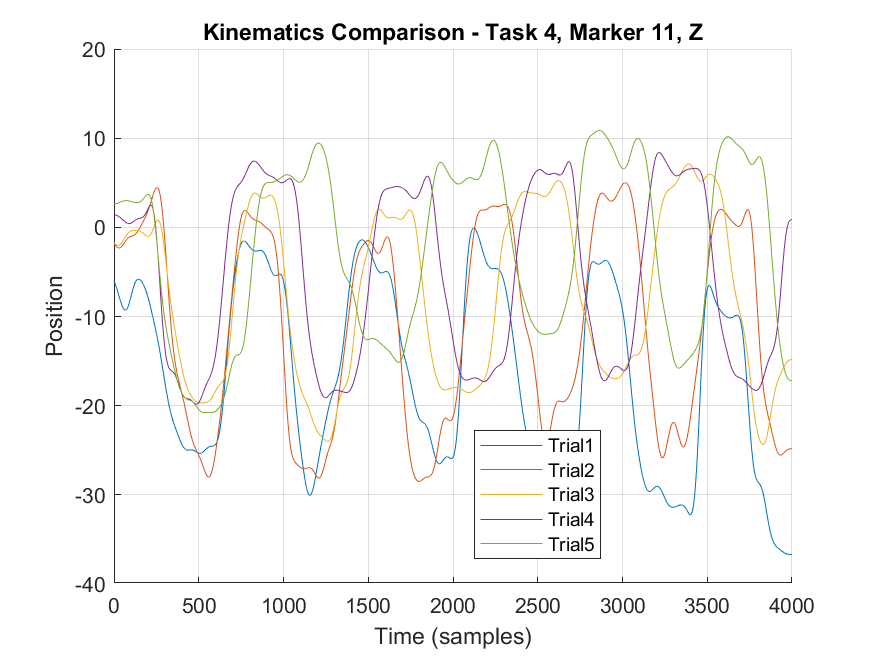 Kinematics Comparison - Task 4, Marker 11, Z
20
10
0
-10
-20
-30
-40
Position
Trial1
Trial2
Trial3
Trial4
Trial5
0 500 1000 1500 2000 2500 3000 3500 4000
Time (samples)